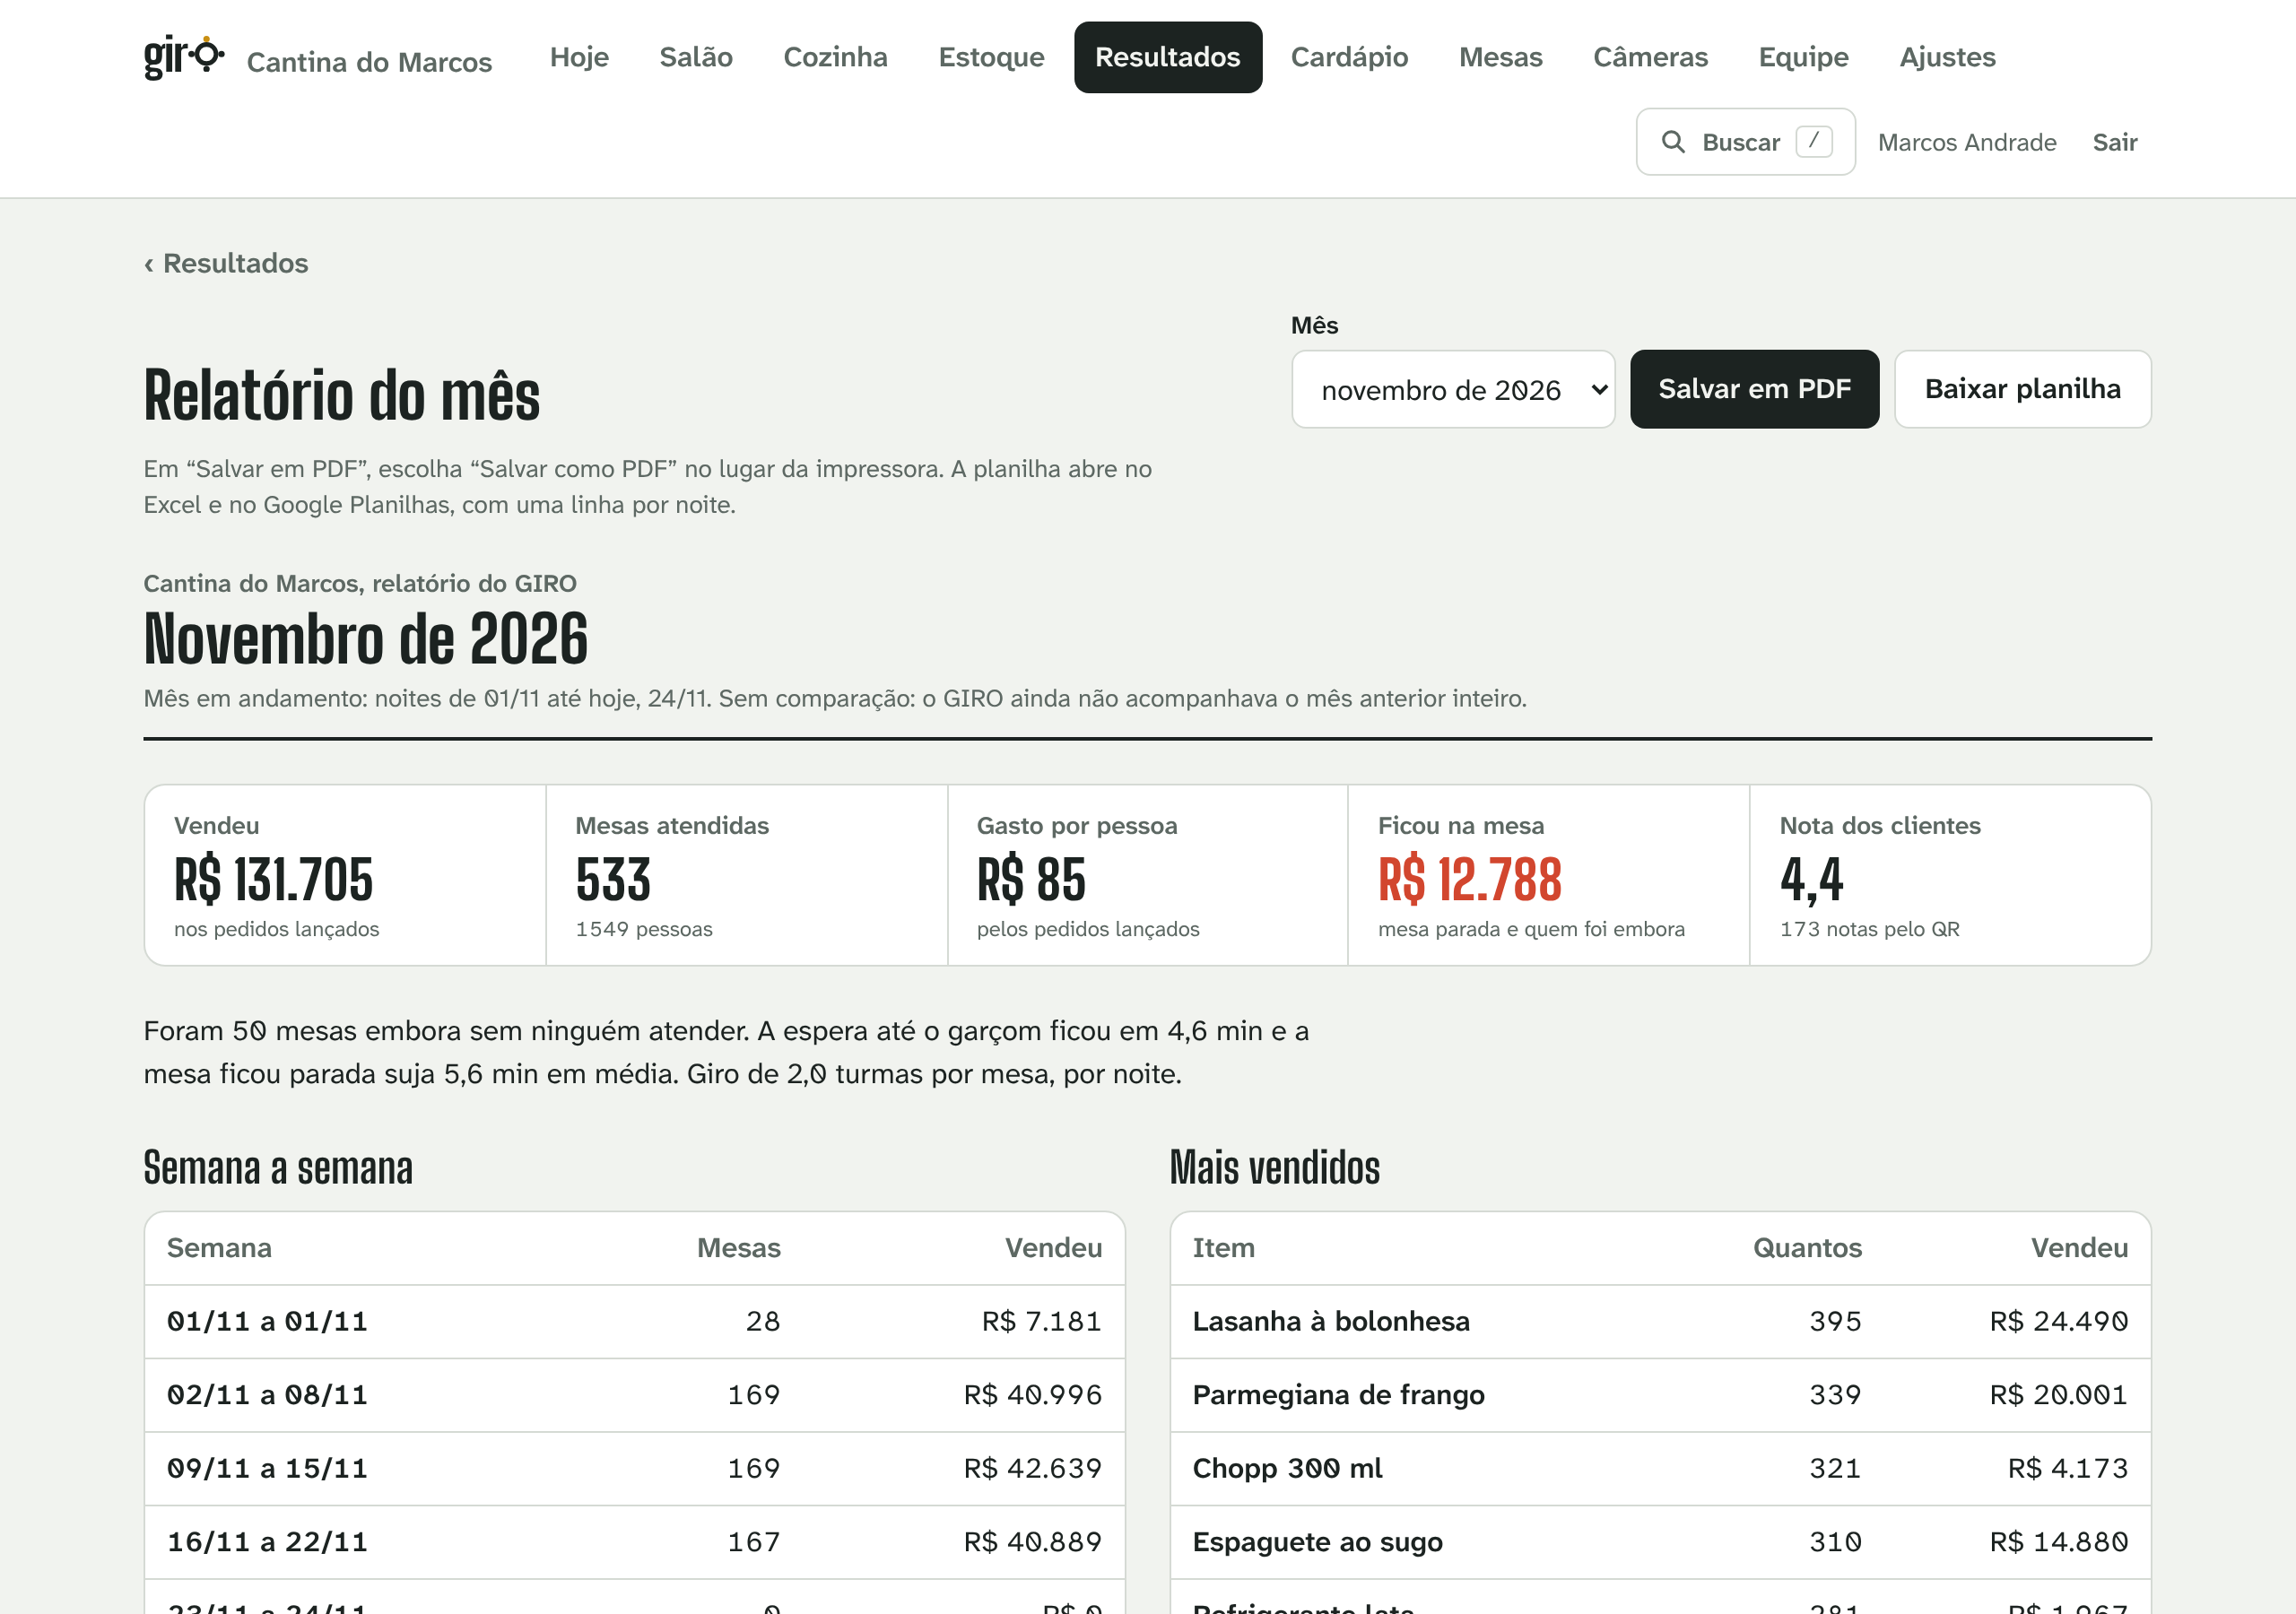 giro Cantina do Marcos Hoje Salão Cozinha Estoque Resultados Cardápio Mesas Câmeras Equipe Ajustes
Buscar / Marcos Andrade Sair
‹ Resultados
Mês
Relatório do mês
novembro de 2026 Salvar em PDF Baixar planilha
Em “Salvar em PDF”, escolha “Salvar como PDF” no lugar da impressora. A planilha abre no
Excel e no Google Planilhas, com uma linha por noite.
Cantina do Marcos, relatório do GIRO
Novembro de 2026
Mês em andamento: noites de 01/11 até hoje, 24/11. Sem comparação: o GIRO ainda não acompanhava o mês anterior inteiro.
Vendeu
R$ 131.705
nos pedidos lançados
Mesas atendidas
533
1549 pessoas
Gasto por pessoa
R$ 85
pelos pedidos lançados
Ficou na mesa
R$ 12.788
mesa parada e quem foi embora
Nota dos clientes
4,4
173 notas pelo QR
Foram 50 mesas embora sem ninguém atender. A espera até o garçom ficou em 4,6 min e a
mesa ficou parada suja 5,6 min em média. Giro de 2,0 turmas por mesa, por noite.
Semana a semana
Semana Mesas Vendeu
01/11 a 01/11 28 R$ 7.181
02/11 a 08/11 169 R$ 40.996
09/11 a 15/11 169 R$ 42.639
16/11 a 22/11 167 R$ 40.889
23/11 a 24/11 0 R$ 0
Mais vendidos
Item Quantos Vendeu
Lasanha à bolonhesa 395 R$ 24.490
Parmegiana de frango 339 R$ 20.001
Chopp 300 ml 321 R$ 4.173
Espaguete ao sugo 310 R$ 14.880
Refrigerante lata 281 R$ 1.967